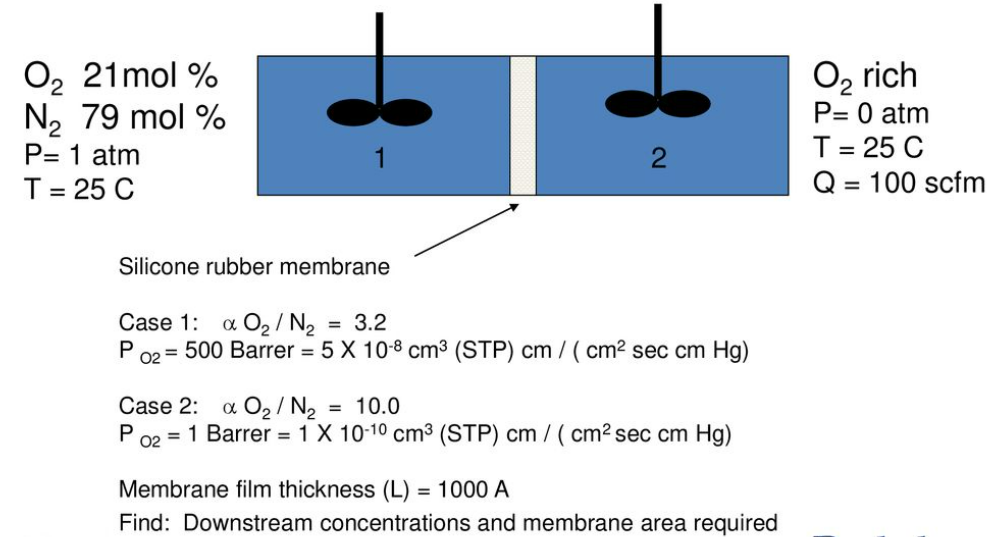 O₂ 21mol %
N₂ 79 mol %
P= 1 atm
T = 25 C
1
2
O₂ rich
P= 0 atm
T = 25 C
Q = 100 scfm
Silicone rubber membrane
Case 1: α O₂ / N₂ = 3.2
P O2 = 500 Barrer = 5 X 10⁻⁸ cm³ (STP) cm / ( cm² sec cm Hg)
Case 2: α O₂ / N₂ = 10.0
P O2 = 1 Barrer = 1 X 10⁻¹⁰ cm³ (STP) cm / ( cm² sec cm Hg)
Membrane film thickness (L) = 1000 A
Find: Downstream concentrations and membrane area required